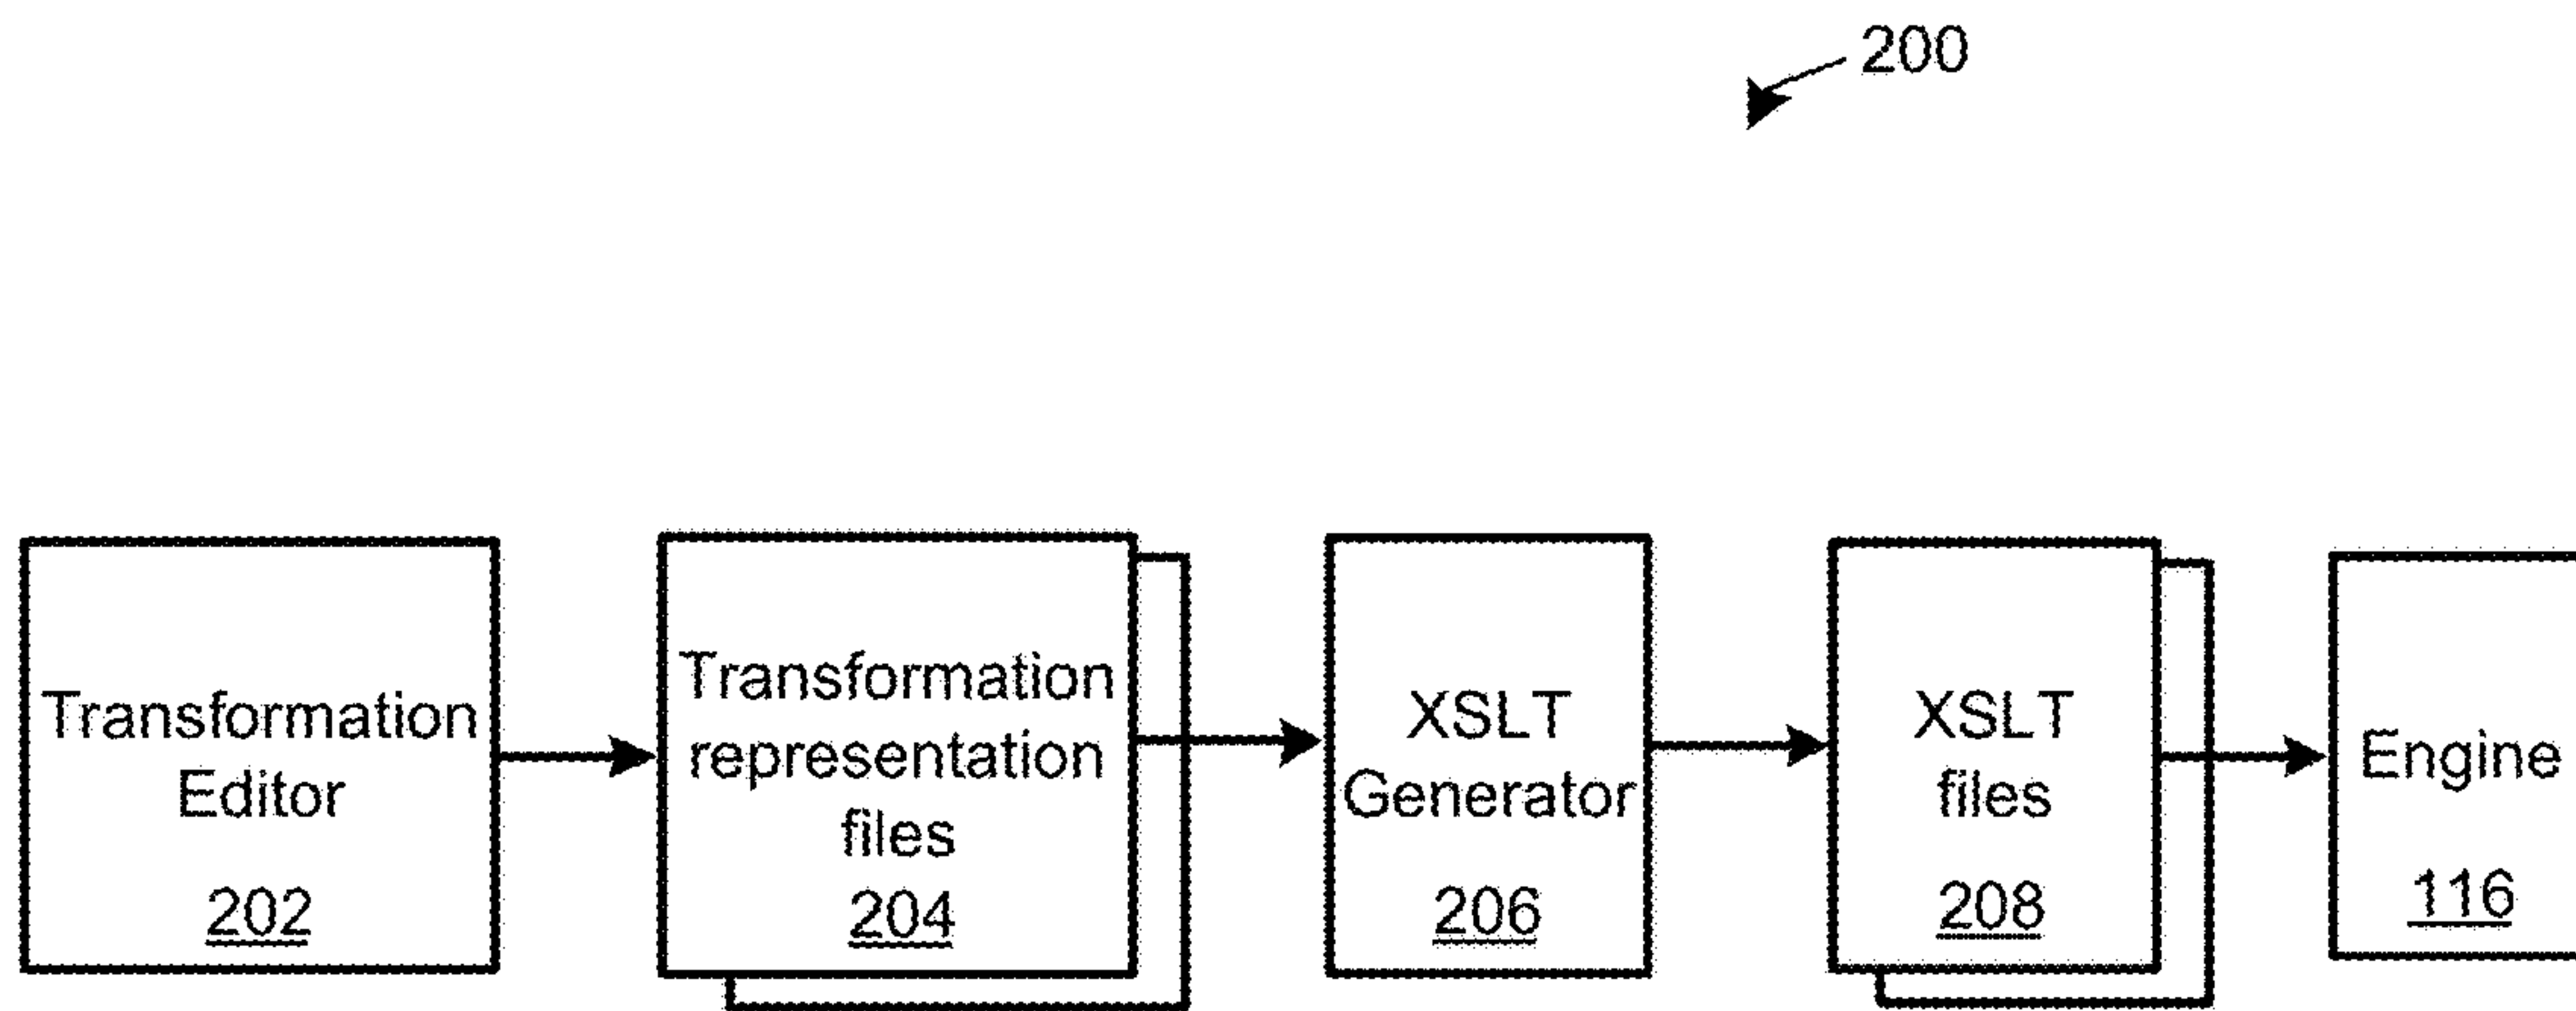 200
Transformation
Editor
202
Transformation
representation
files
204
XSLT
Generator
206
XSLT
files
208
Engine
116